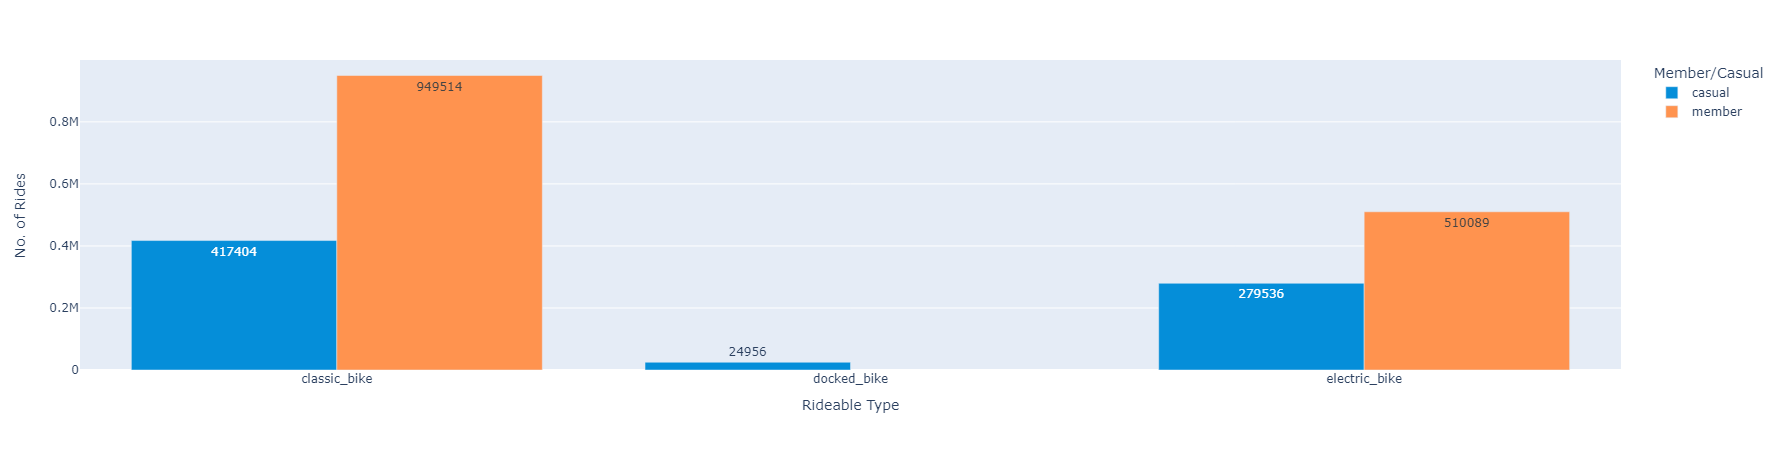 Member/Casual
casual
member
No. of Rides
0.8M
0.6M
0.4M
0.2M
0
417404
949514
24956
279536
510089
classic_bike
docked_bike
electric_bike
Rideable Type